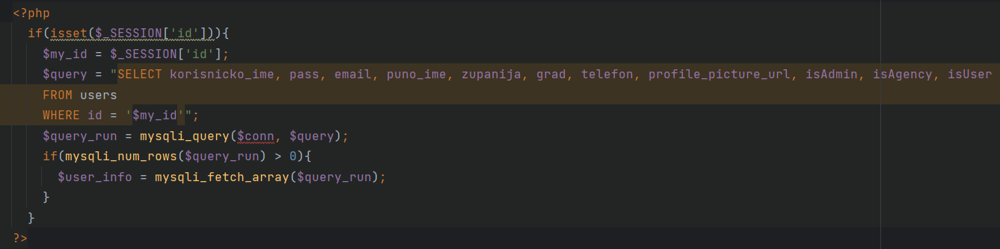 <?php
if(isset($_SESSION['id'])){
$my_id = $_SESSION['id'];
$query = "SELECT korisnicko_ime, pass, email, puno_ime, zupanija, grad, telefon, profile_picture_url, isAdmin, isAgency, isUser
FROM users
WHERE id = '$my_id'";
$query_run = mysqli_query($conn, $query);
if(mysqli_num_rows($query_run) > 0){
$user_info = mysqli_fetch_array($query_run);
}
}
?>